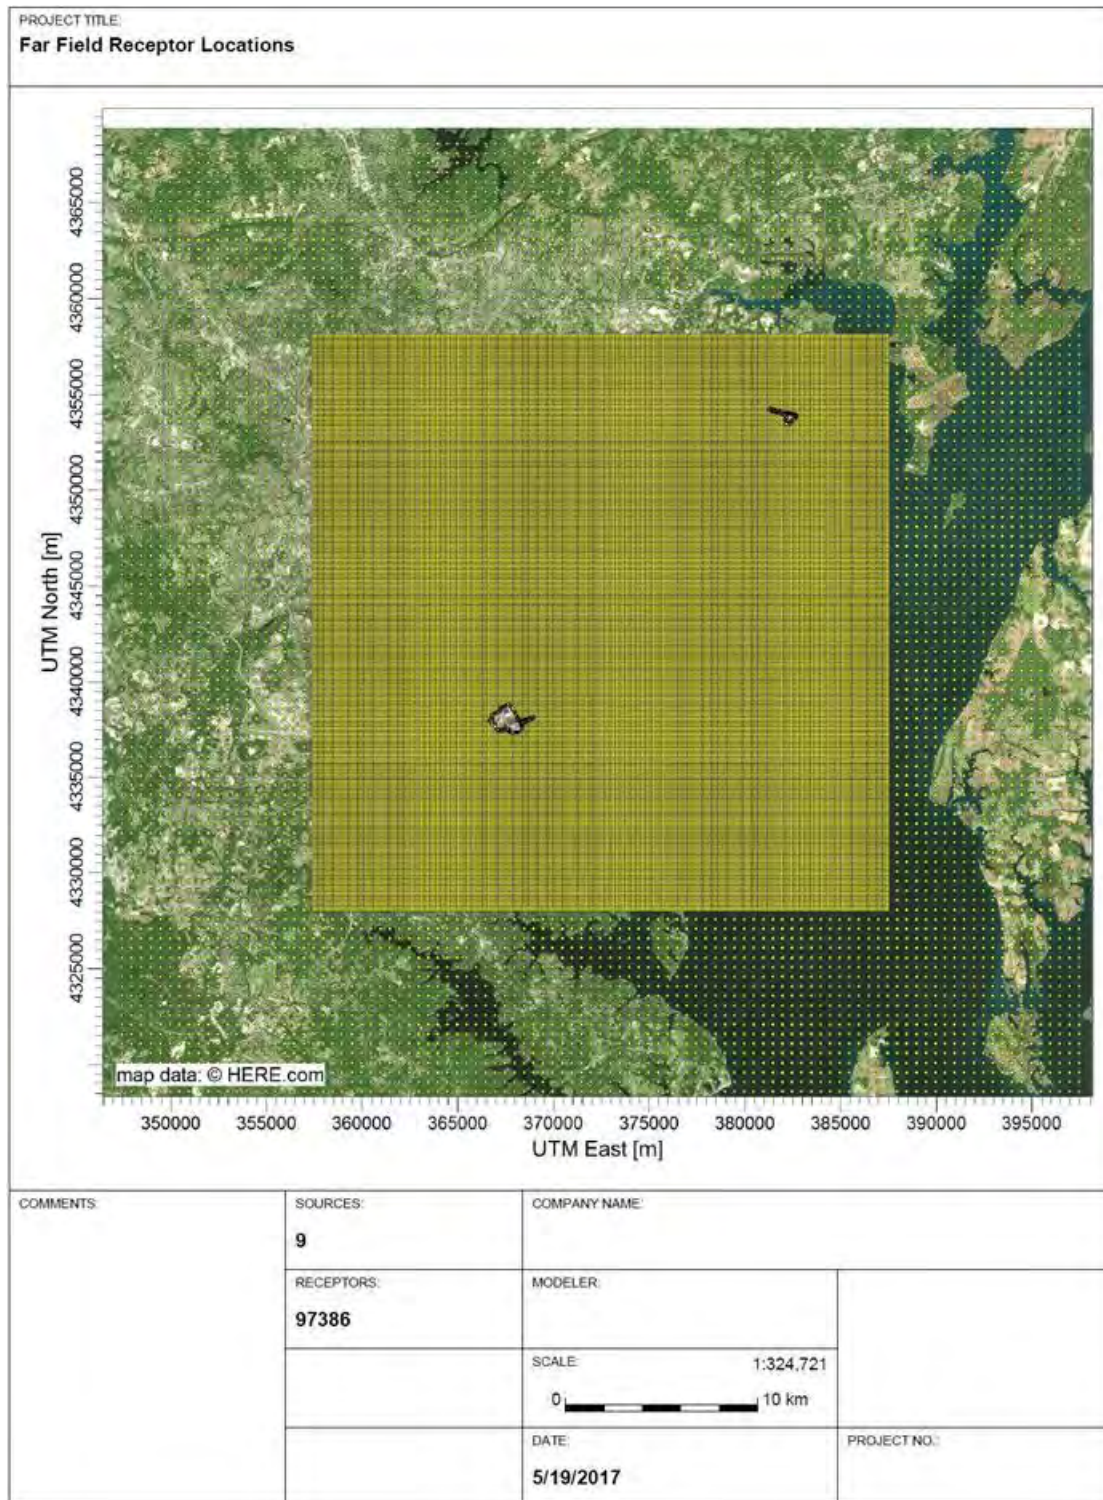 PROJECT TITLE:
Far Field Receptor Locations
UTM North [m]
4365000
4360000
4355000
4350000
4345000
4340000
4335000
4330000
4325000
map data: © HERE.com
350000 355000 360000 365000 370000 375000 380000 385000 390000 395000
UTM East [m]
COMMENTS:
SOURCES:
9
COMPANY NAME:
RECEPTORS:
97386
MODELER:
SCALE: 1:324,721
0 10 km
DATE:
5/19/2017
PROJECT NO.: